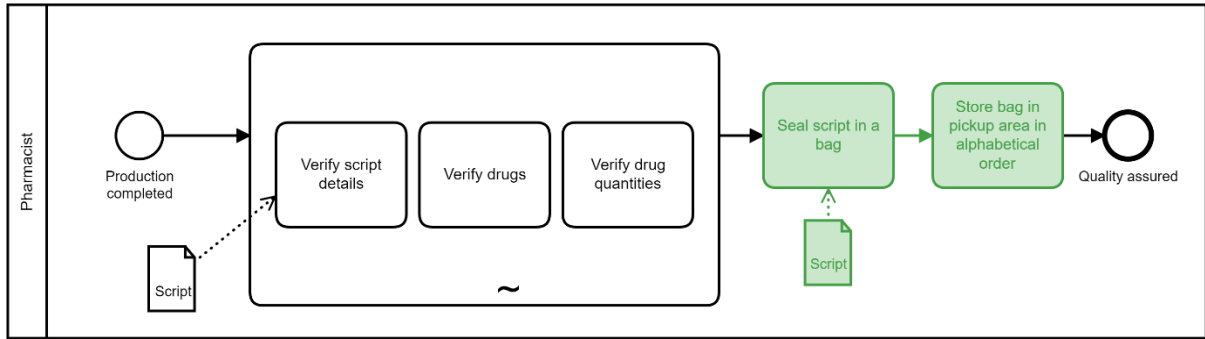 Pharmacist
Production
completed
Script
Verify script
details
Verify drugs
Verify drug
quantities
~
Seal script in a
bag
Script
Store bag in
pickup area in
alphabetical
order
Quality assured